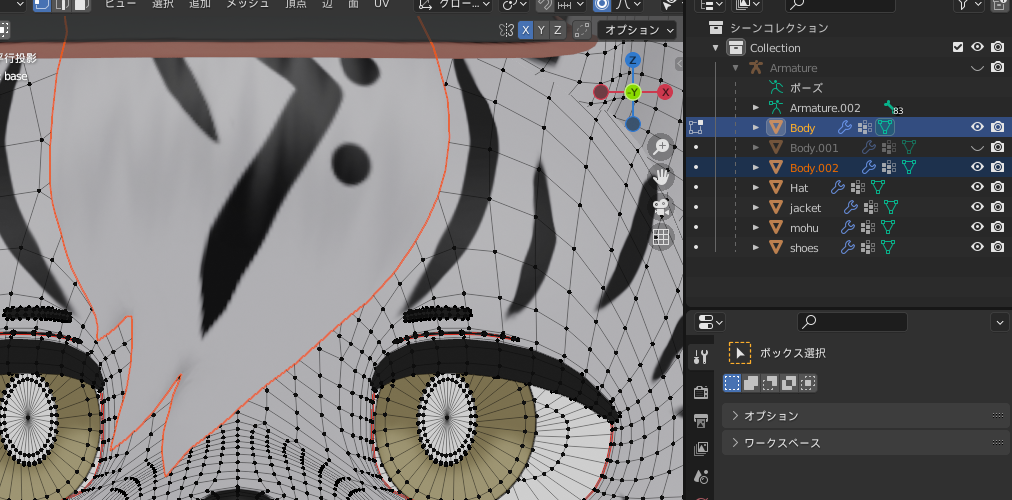 ビュー 選択 追加 メッシュ 頂点 辺 面 UV
グロー...
X Y Z オプション
平行投影
base
Z
-Y
X
シーンコレクション
Collection
Armature
ポーズ
Armature.002 83
Body
Body.001
Body.002
Hat
jacket
mohu
shoes
ボックス選択
オプション
ワークスペース